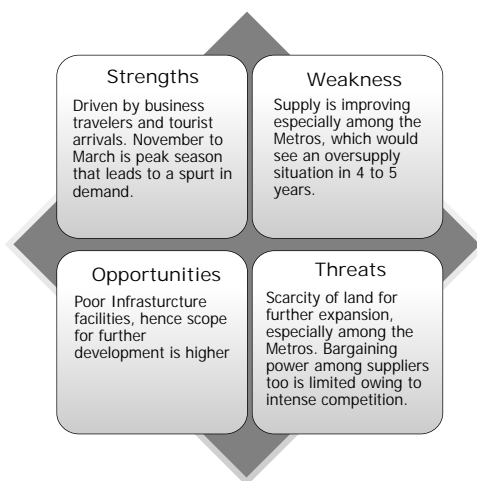 Strengths
Driven by business
travelers and tourist
arrivals. November to
March is peak season
that leads to a spurt in
demand.
Weakness
Supply is improving
especially among the
Metros, which would
see an oversupply
situation in 4 to 5
years.
Opportunities
Poor Infrasturcture
facilities, hence scope
for further
development is higher
Threats
Scarcity of land for
further expansion,
especially among the
Metros. Bargaining
power among suppliers
too is limited owing to
intense competition.